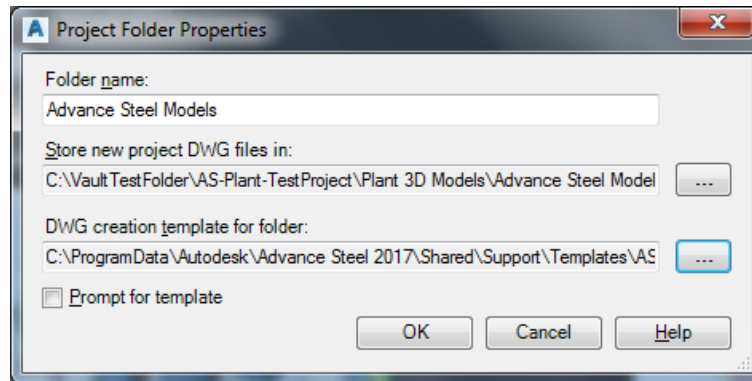 Project Folder Properties
Folder name:
Advance Steel Models
Store new project DWG files in:
C:\VaultTestFolder\AS-Plant-TestProject\Plant 3D Models\Advance Steel Model
...
DWG creation template for folder:
C:\ProgramData\Autodesk\Advance Steel 2017\Shared\Support\Templates\AS
...
Prompt for template
OK Cancel Help